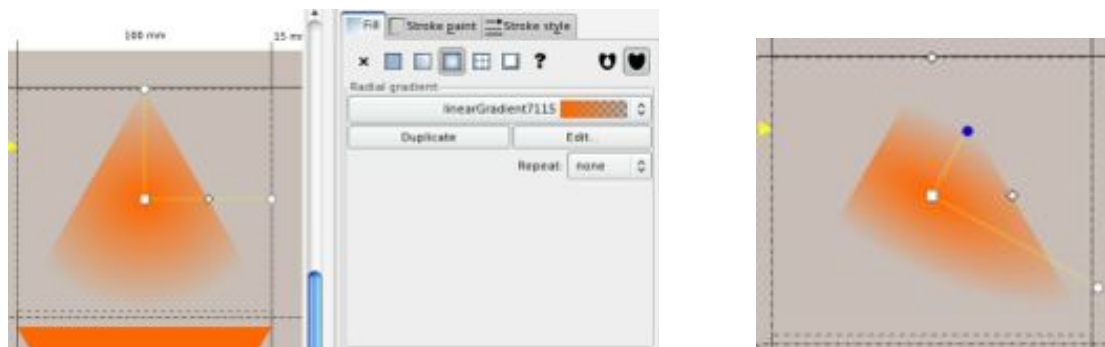 100 mm
15 m
Fill Stroke paint Stroke style
?
Radial gradient
linearGradient7115
Duplicate Edit...
Repeat: none